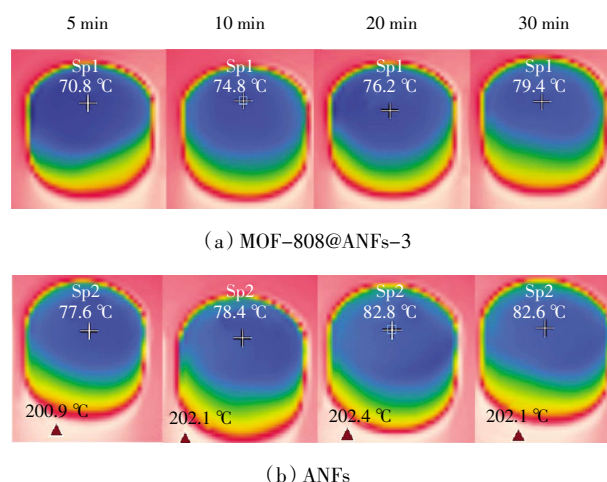 5 min 10 min 20 min 30 min
Sp1 Sp1 Sp1 Sp1
70.8 ℃ 74.8 ℃ 76.2 ℃ 79.4 ℃
(a) MOF-808@ANFs-3
Sp2 Sp2 Sp2 Sp2
77.6 ℃ 78.4 ℃ 82.8 ℃ 82.6 ℃
200.9 ℃ 202.1 ℃ 202.4 ℃ 202.1 ℃
(b) ANFs